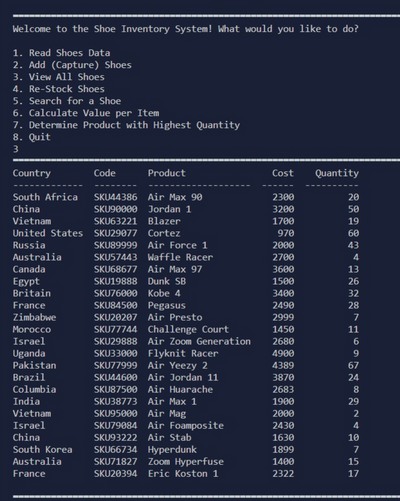 Welcome to the Shoe Inventory System! What would you like to do?
1. Read Shoes Data
2. Add (Capture) Shoes
3. View All Shoes
4. Re-Stock Shoes
5. Search for a Shoe
6. Calculate Value per Item
7. Determine Product with Highest Quantity
8. Quit
3
Country Code Product Cost Quantity
South Africa SKU44386 Air Max 90 2300 20
China SKU90000 Jordan 1 3200 50
Vietnam SKU63221 Blazer 1700 19
United States SKU29077 Cortez 970 60
Russia SKU89999 Air Force 1 2000 43
Australia SKU57443 Waffle Racer 2700 4
Canada SKU68677 Air Max 97 3600 13
Egypt SKU19888 Dunk SB 1500 26
Britain SKU76000 Kobe 4 3400 32
France SKU84500 Pegasus 2490 28
Zimbabwe SKU20207 Air Presto 2999 7
Morocco SKU77744 Challenge Court 1450 11
Israel SKU29888 Air Zoom Generation 2680 6
Uganda SKU33000 Flyknit Racer 4900 9
Pakistan SKU77999 Air Yeezy 2 4389 67
Brazil SKU44600 Air Jordan 11 3870 24
Columbia SKU87500 Air Huarache 2683 8
India SKU38773 Air Max 1 1900 29
Vietnam SKU95000 Air Mag 2000 2
Israel SKU79084 Air Foamposite 2430 4
China SKU93222 Air Stab 1630 10
South Korea SKU66734 Hyperdunk 1899 7
Australia SKU71827 Zoom Hyperfuse 1400 15
France SKU20394 Eric Koston 1 2322 17